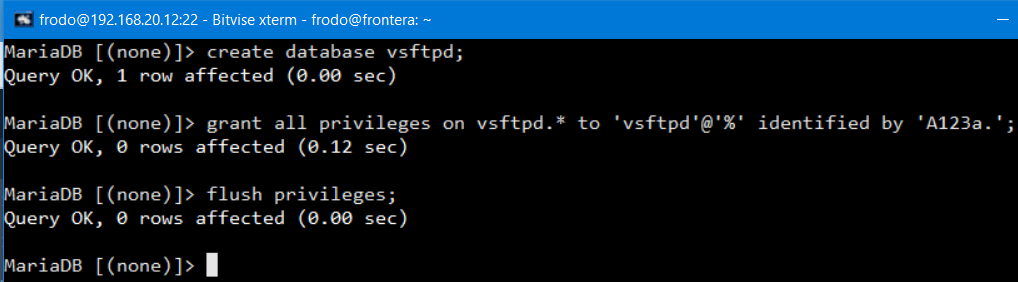 frodo@192.168.20.12:22 - Bitvise xterm - frodo@frontera: ~
MariaDB [(none)]> create database vsftpd;
Query OK, 1 row affected (0.00 sec)
MariaDB [(none)]> grant all privileges on vsftpd.* to 'vsftpd'@'%' identified by 'A123a.';
Query OK, 0 rows affected (0.12 sec)
MariaDB [(none)]> flush privileges;
Query OK, 0 rows affected (0.00 sec)
MariaDB [(none)]>